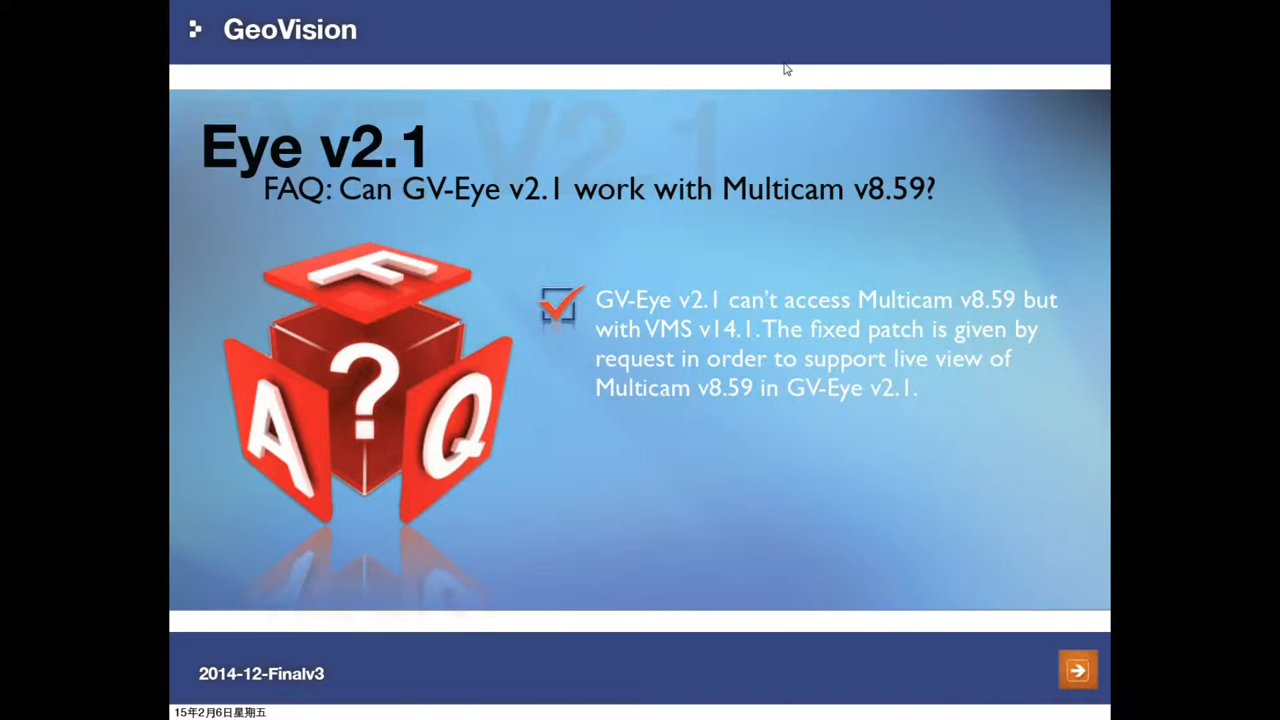 GeoVision
Eye v2.1
FAQ: Can GV-Eye v2.1 work with Multicam v8.59?
F
A
?
Q
GV-Eye v2.1 can't access Multicam v8.59 but
with VMS v14.1. The fixed patch is given by
request in order to support live view of
Multicam v8.59 in GV-Eye v2.1.
2014-12-Finalv3
15年2月6日星期五